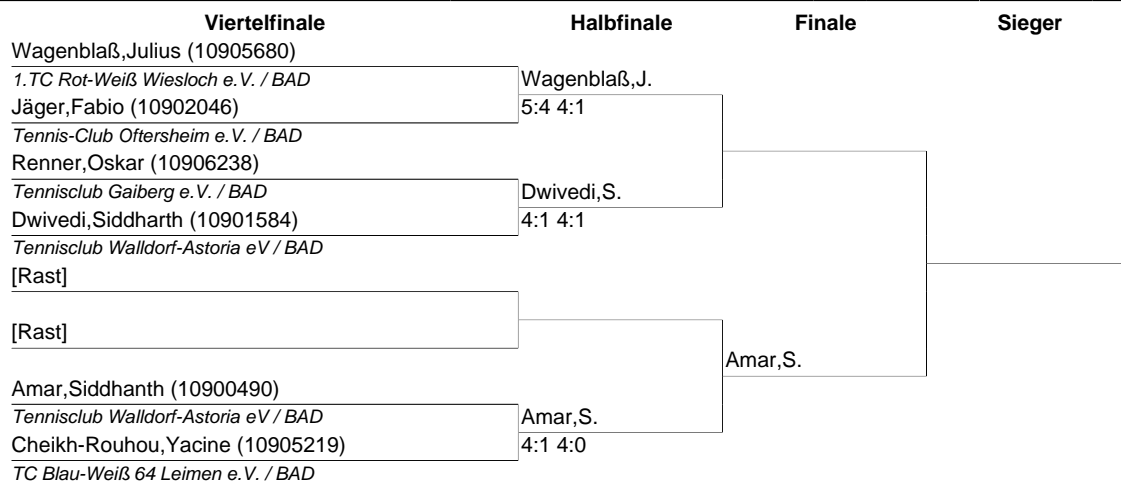 Viertelfinale Halbfinale Finale Sieger
Wagenblaß,Julius (10905680)
1.TC Rot-Weiß Wiesloch e.V. / BAD Wagenblaß,J.
Jäger,Fabio (10902046) 5:4 4:1
Tennis-Club Oftersheim e.V. / BAD
Renner,Oskar (10906238)
Tennisclub Gaiberg e.V. / BAD Dwivedi,S.
Dwivedi,Siddharth (10901584) 4:1 4:1
Tennisclub Walldorf-Astoria eV / BAD
[Rast]
[Rast]
Amar,S.
Amar,Siddhanth (10900490)
Tennisclub Walldorf-Astoria eV / BAD Amar,S.
Cheikh-Rouhou,Yacine (10905219) 4:1 4:0
TC Blau-Weiß 64 Leimen e.V. / BAD